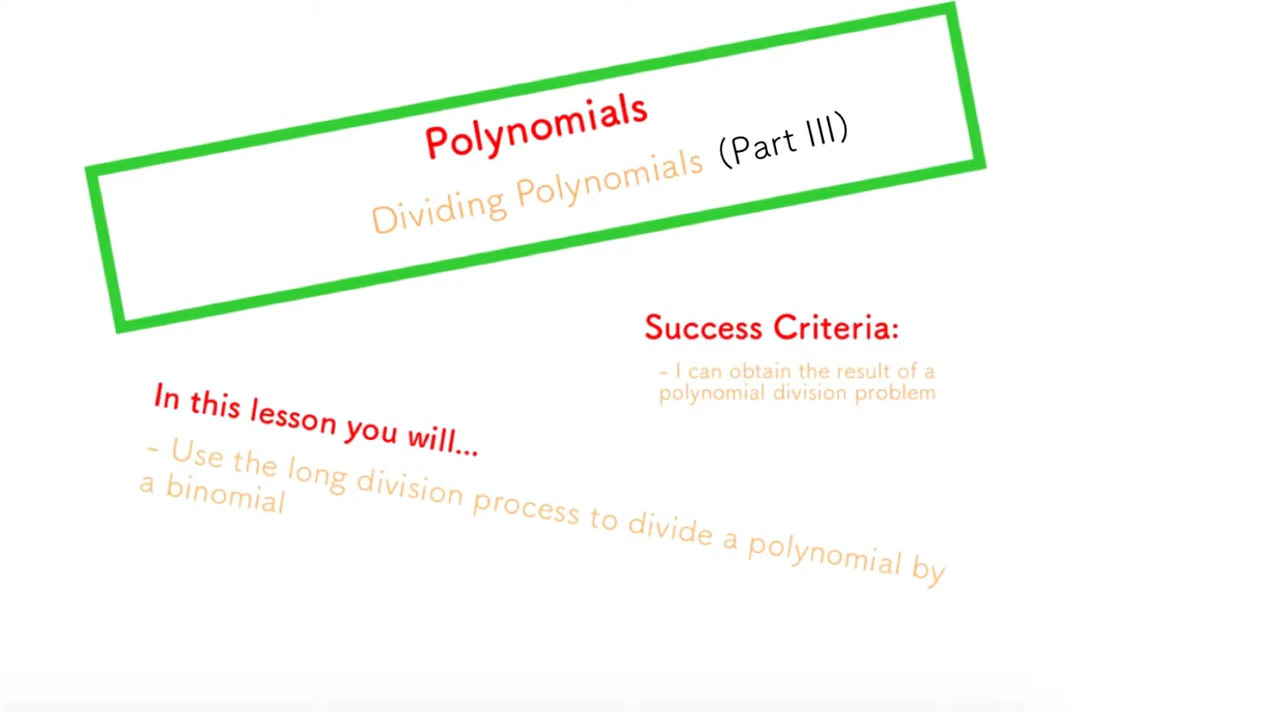 Polynomials
Dividing Polynomials (Part III)
Success Criteria:
- I can obtain the result of a
polynomial division problem
In this lesson you will...
- Use the long division process to divide a polynomial by
a binomial